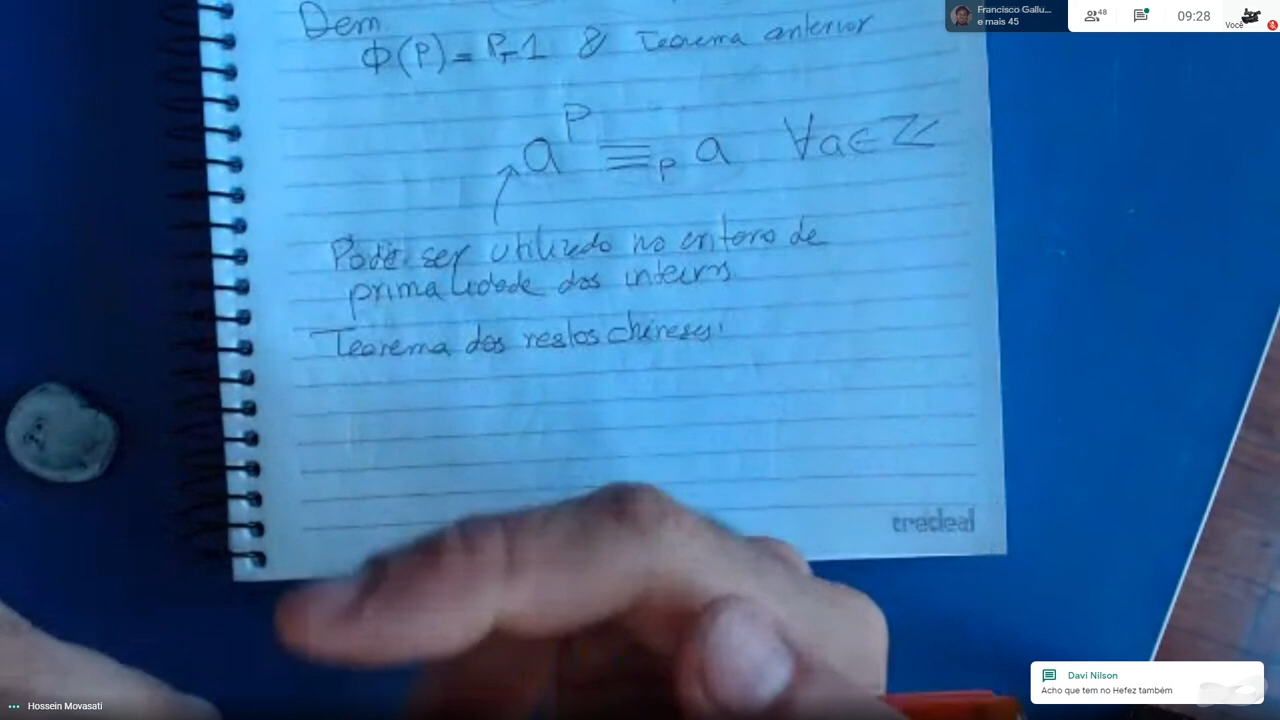 Francisco Gallu...
e mais 45
48
09:28
Você
Dem
Φ(P) = P-1 & Teorema anterior
a^P ≡_P a ∀a∈ℤ
Pode ser utilizado no critero de
primalidade dos inteiros
Teorema dos restos chineses:
tredeal
Davi Nilson
Acho que tem no Hefez também
Hossein Movasati